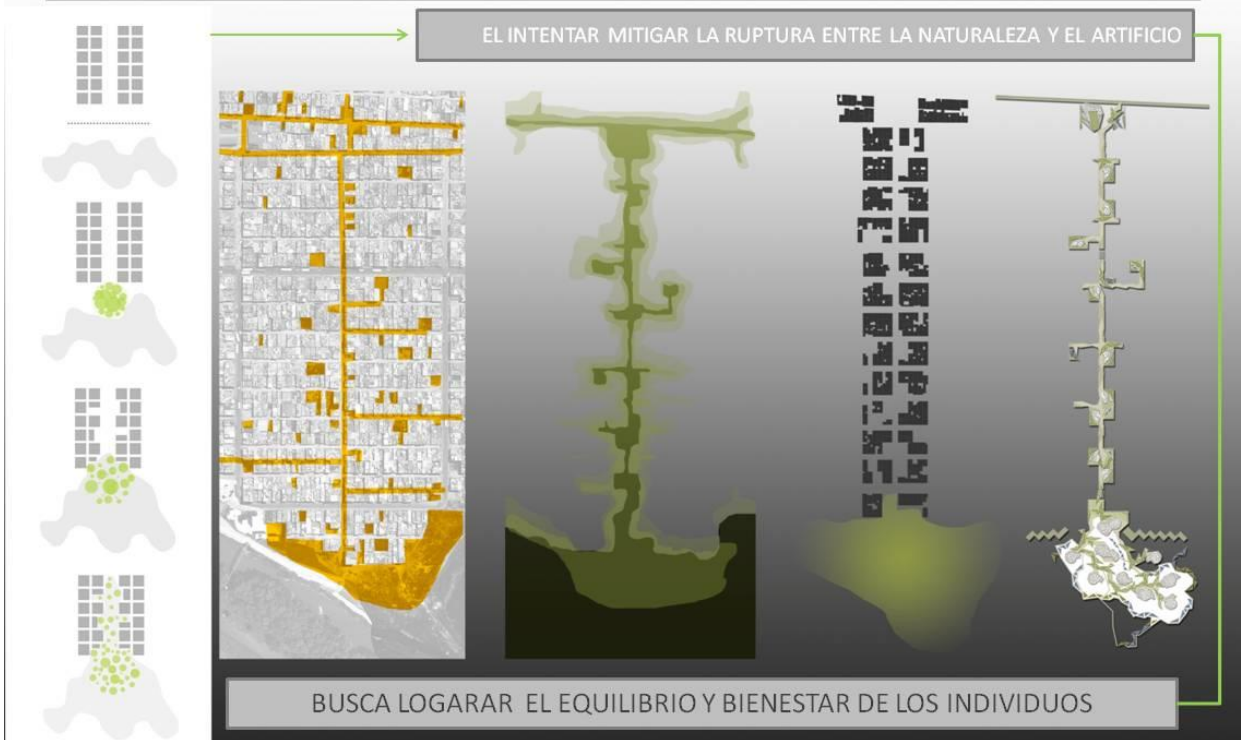 EL INTENTAR MITIGAR LA RUPTURA ENTRE LA NATURALEZA Y EL ARTIFICIO
BUSCA LOGARAR EL EQUILIBRIO Y BIENESTAR DE LOS INDIVIDUOS